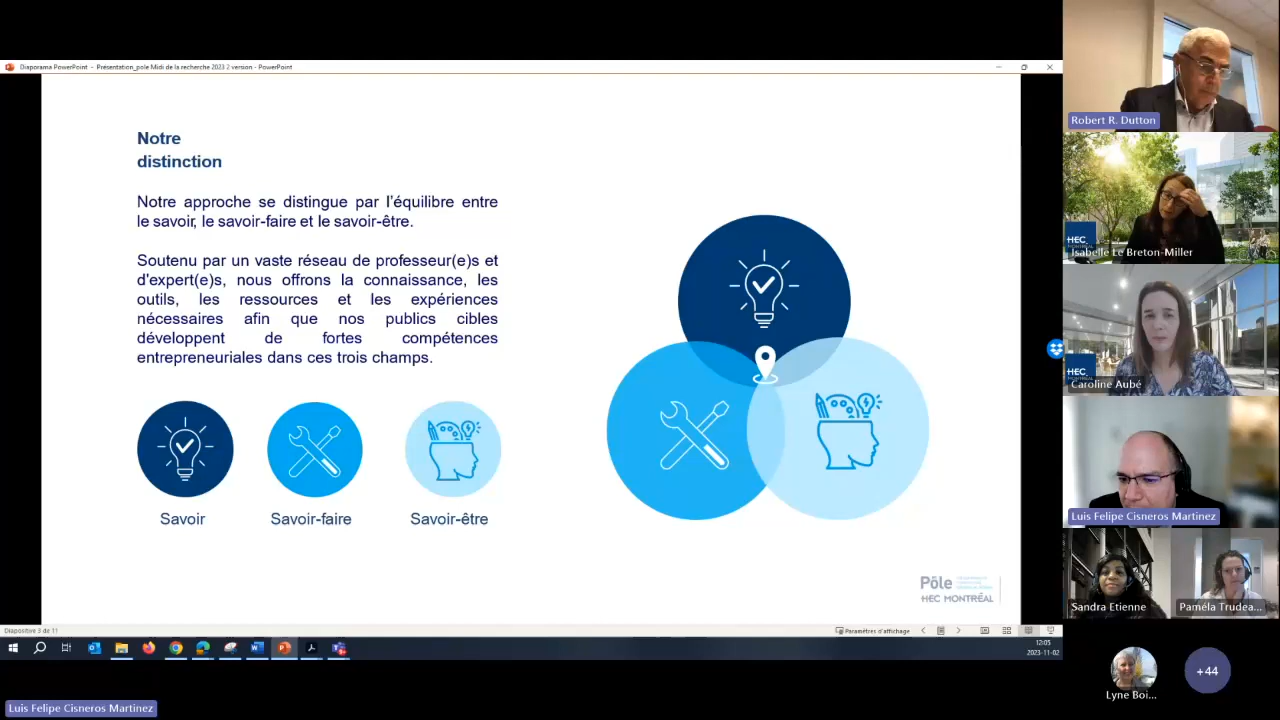 Diaporama PowerPoint - Présentation_pole Midi de la recherche 2023 2 version - PowerPoint
Notre
distinction
Notre approche se distingue par l'équilibre entre
le savoir, le savoir-faire et le savoir-être.
Soutenu par un vaste réseau de professeur(e)s et
d'expert(e)s, nous offrons la connaissance, les
outils, les ressources et les expériences
nécessaires afin que nos publics cibles
développent de fortes compétences
entrepreneuriales dans ces trois champs.
Savoir
Savoir-faire
Savoir-être
Pôle
HEC MONTRÉAL
Diapositive 3 de 11
Paramètres d'affichage
12:05
2023-11-02
Luis Felipe Cisneros Martinez
Robert R. Dutton
HEC
Isabelle Le Breton-Miller
HEC
Caroline Aubé
Luis Felipe Cisneros Martinez
Sandra Etienne
Paméla Trudea...
Lyne Boi...
+44